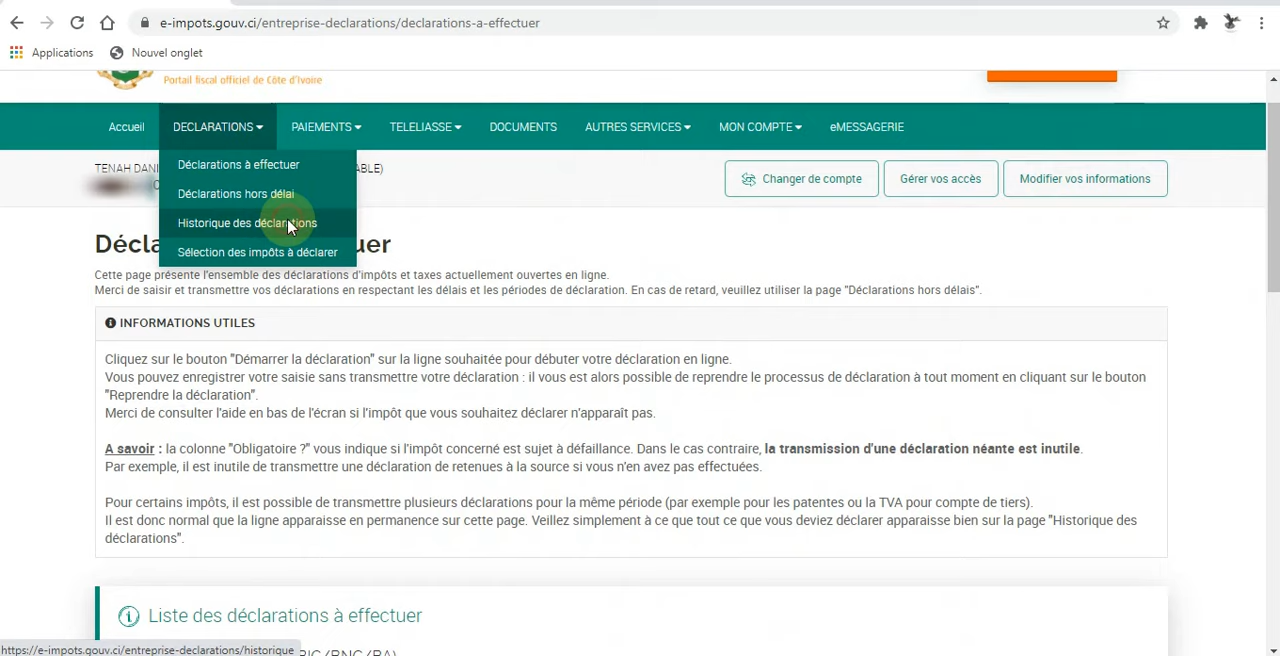 e-impots.gouv.ci/entreprise-declarations/declarations-a-effectuer
Applications Nouvel onglet
Portail fiscal officiel de Côte d'Ivoire
Accueil DECLARATIONS PAIEMENTS TELELIASSE DOCUMENTS AUTRES SERVICES MON COMPTE eMESSAGERIE
TENAH DANI ABLE)
Déclarations à effectuer
Déclarations hors délai
Historique des déclarations
Sélection des impôts à déclarer
Changer de compte Gérer vos accès Modifier vos informations
Décla uer
Cette page présente l'ensemble des déclarations d'impôts et taxes actuellement ouvertes en ligne.
Merci de saisir et transmettre vos déclarations en respectant les délais et les périodes de déclaration. En cas de retard, veuillez utiliser la page "Déclarations hors délais".
INFORMATIONS UTILES
Cliquez sur le bouton "Démarrer la déclaration" sur la ligne souhaitée pour débuter votre déclaration en ligne.
Vous pouvez enregistrer votre saisie sans transmettre votre déclaration : il vous est alors possible de reprendre le processus de déclaration à tout moment en cliquant sur le bouton
"Reprendre la déclaration".
Merci de consulter l'aide en bas de l'écran si l'impôt que vous souhaitez déclarer n'apparaît pas.
A savoir : la colonne "Obligatoire ?" vous indique si l'impôt concerné est sujet à défaillance. Dans le cas contraire, la transmission d'une déclaration néante est inutile.
Par exemple, il est inutile de transmettre une déclaration de retenues à la source si vous n'en avez pas effectuées.
Pour certains impôts, il est possible de transmettre plusieurs déclarations pour la même période (par exemple pour les patentes ou la TVA pour compte de tiers).
Il est donc normal que la ligne apparaisse en permanence sur cette page. Veillez simplement à ce que tout ce que vous deviez déclarer apparaisse bien sur la page "Historique des
déclarations".
Liste des déclarations à effectuer
BIC/BNC/BA)
https://e-impots.gouv.ci/entreprise-declarations/historique